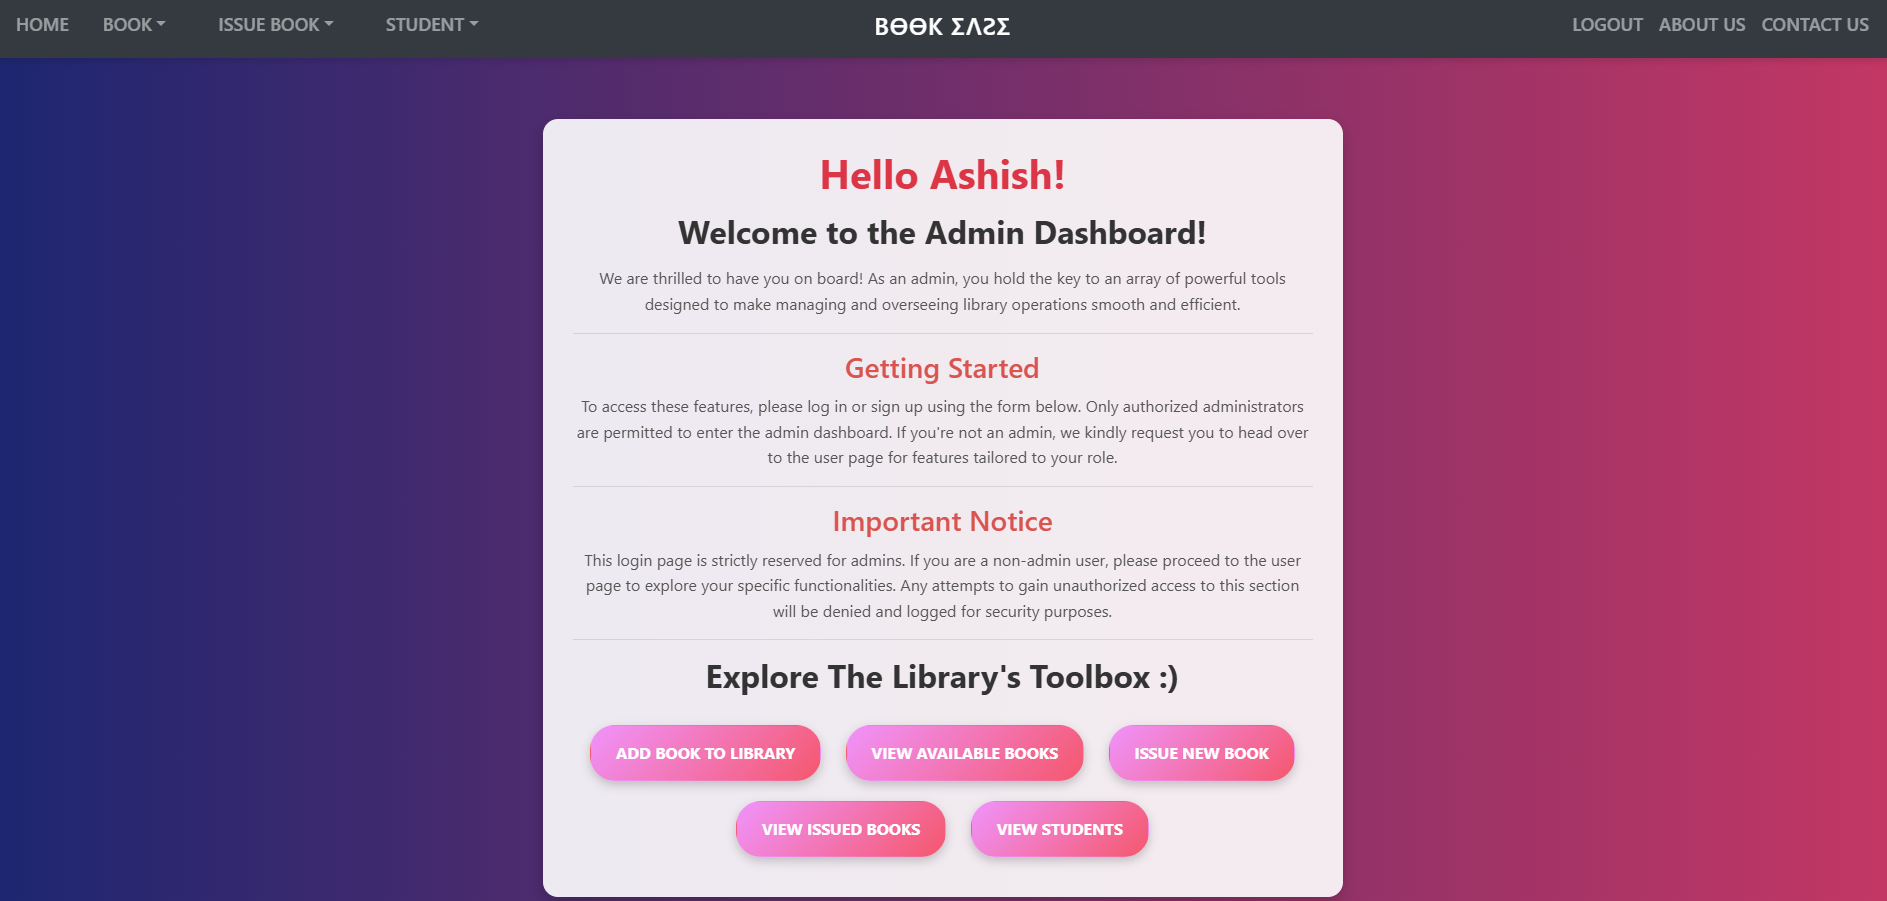 HOME BOOK ISSUE BOOK STUDENT BӨӨK ΣΛƧΣ LOGOUT ABOUT US CONTACT US
Hello Ashish!
Welcome to the Admin Dashboard!
We are thrilled to have you on board! As an admin, you hold the key to an array of powerful tools
designed to make managing and overseeing library operations smooth and efficient.
Getting Started
To access these features, please log in or sign up using the form below. Only authorized administrators
are permitted to enter the admin dashboard. If you're not an admin, we kindly request you to head over
to the user page for features tailored to your role.
Important Notice
This login page is strictly reserved for admins. If you are a non-admin user, please proceed to the user
page to explore your specific functionalities. Any attempts to gain unauthorized access to this section
will be denied and logged for security purposes.
Explore The Library's Toolbox :)
ADD BOOK TO LIBRARY VIEW AVAILABLE BOOKS ISSUE NEW BOOK
VIEW ISSUED BOOKS VIEW STUDENTS